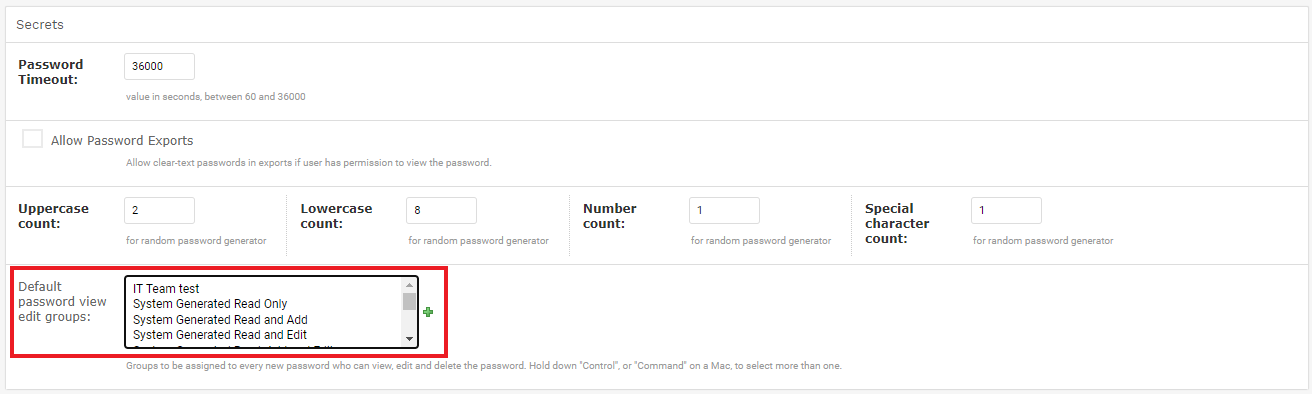 Secrets
Password
Timeout:
36000
value in seconds, between 60 and 36000
Allow Password Exports
Allow clear-text passwords in exports if user has permission to view the password.
Uppercase
count:
2
for random password generator
Lowercase
count:
8
for random password generator
Number
count:
1
for random password generator
Special
character
count:
1
for random password generator
Default
password view
edit groups:
IT Team test
System Generated Read Only
System Generated Read and Add
System Generated Read and Edit
Groups to be assigned to every new password who can view, edit and delete the password. Hold down "Control", or "Command" on a Mac, to select more than one.